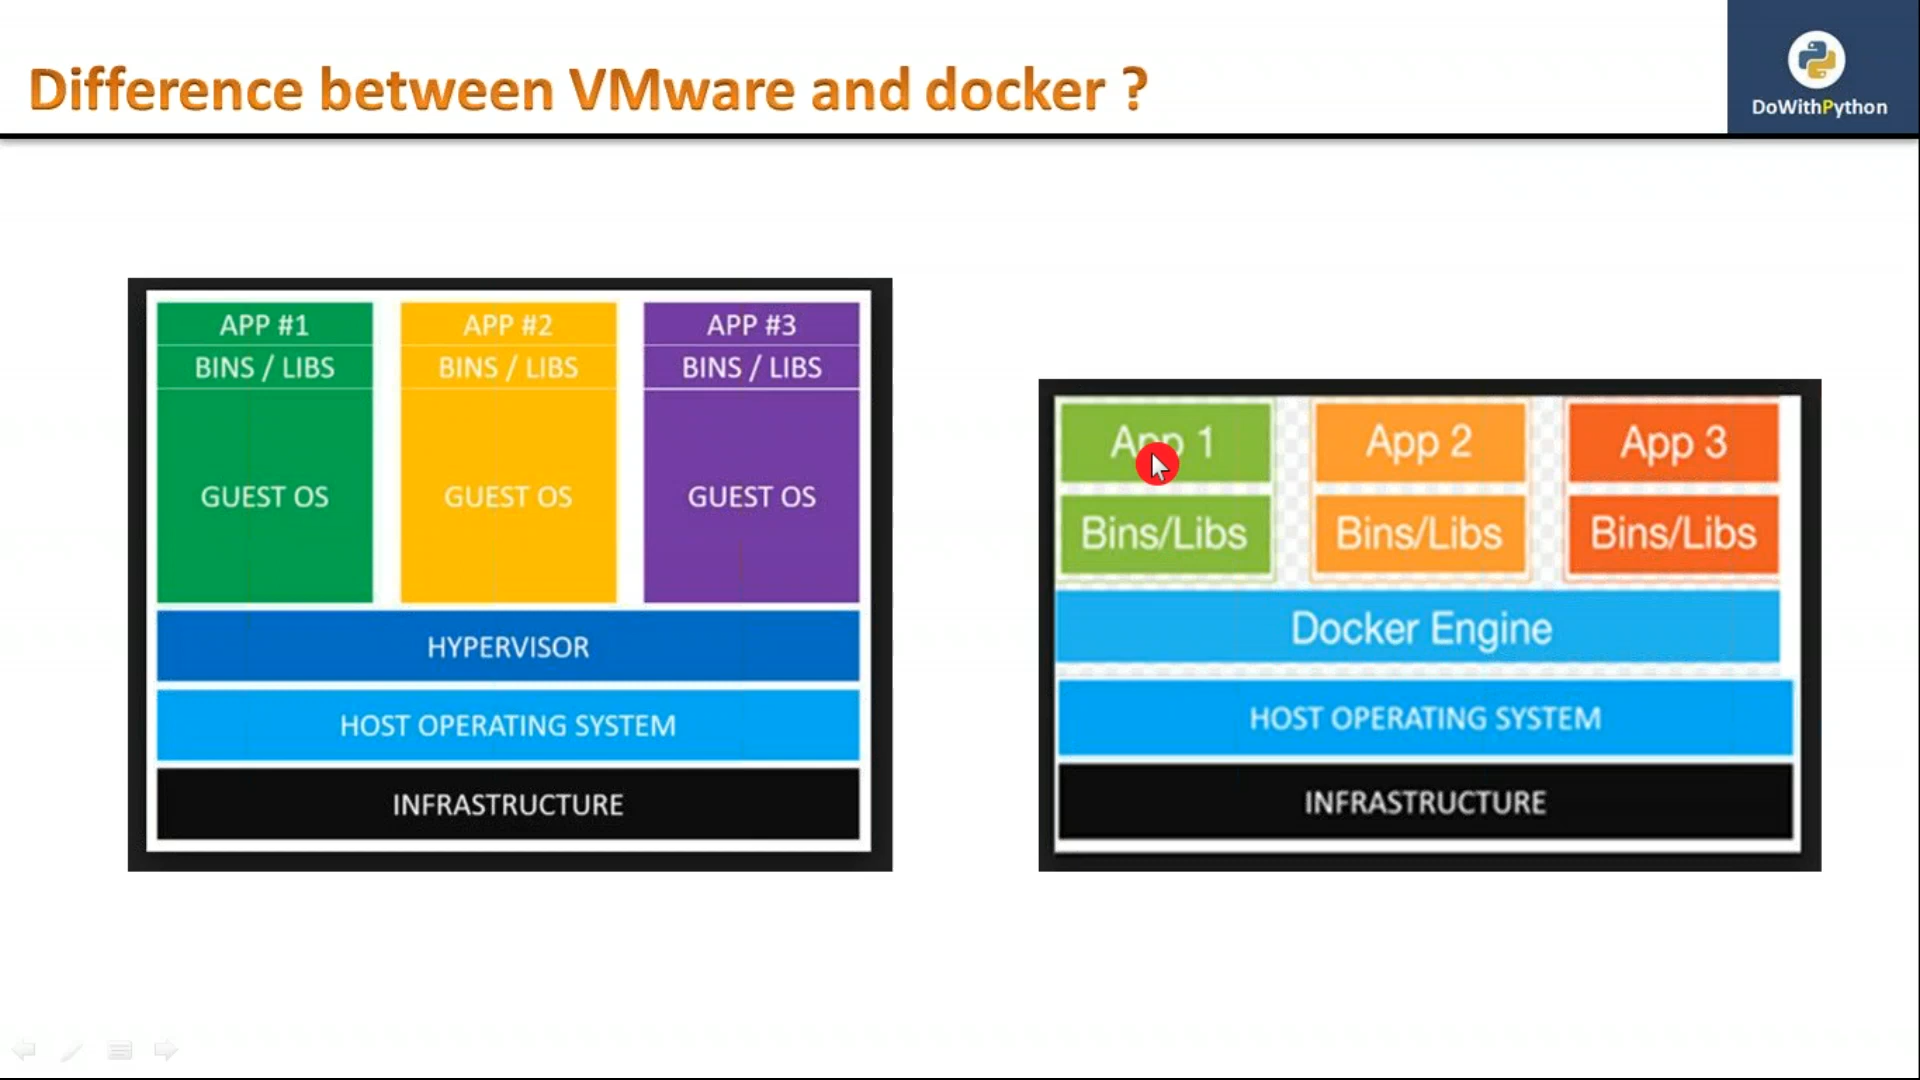 Difference between VMware and docker ?
DoWithPython
APP #1
BINS / LIBS
GUEST OS
APP #2
BINS / LIBS
GUEST OS
APP #3
BINS / LIBS
GUEST OS
HYPERVISOR
HOST OPERATING SYSTEM
INFRASTRUCTURE
App 1
Bins/Libs
App 2
Bins/Libs
App 3
Bins/Libs
Docker Engine
HOST OPERATING SYSTEM
INFRASTRUCTURE